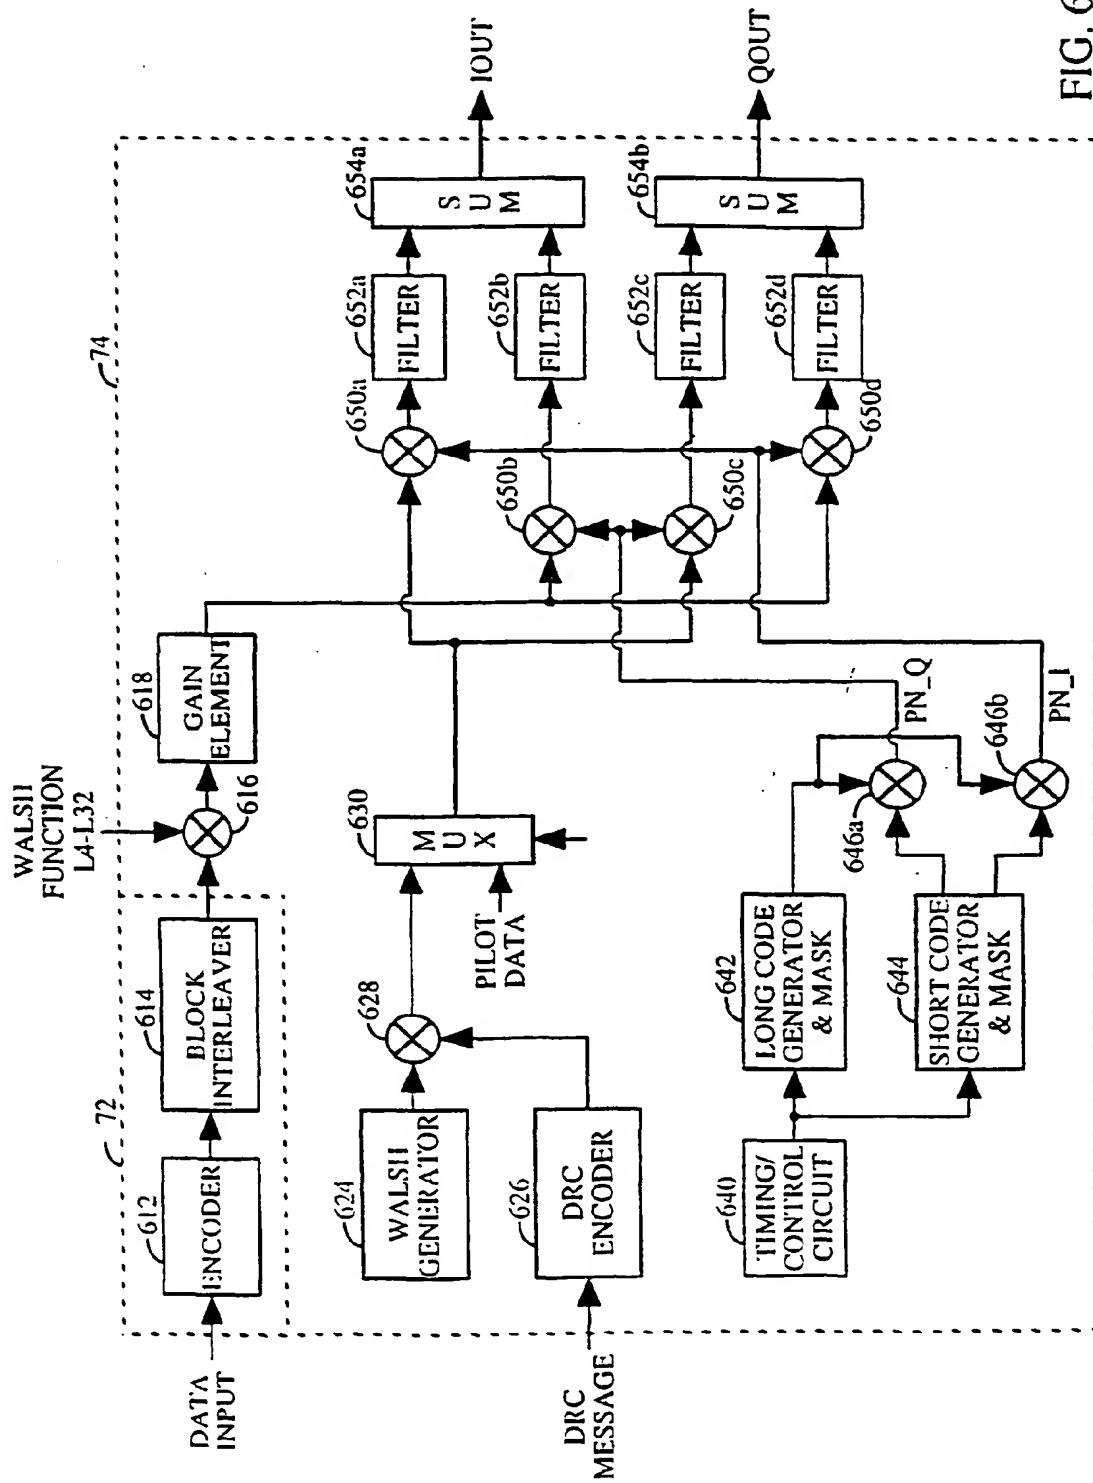 FIG. 6
WALSH
FUNCTION
L4-L32
72
74
DATA
INPUT
612
ENCODER
614
BLOCK
INTERLEAVER
616
618
GAIN
ELEMENT
624
WALSH
GENERATOR
628
DRC
MESSAGE
626
DRC
ENCODER
PILOT
DATA
630
M
U
X
640
TIMING/
CONTROL
CIRCUIT
642
LONG CODE
GENERATOR
& MASK
644
SHORT CODE
GENERATOR
& MASK
646a
646b
PN_Q
PN_I
650a
650b
650c
650d
652a
FILTER
652b
FILTER
652c
FILTER
652d
FILTER
654a
S
U
M
654b
S
U
M
IOUT
QOUT